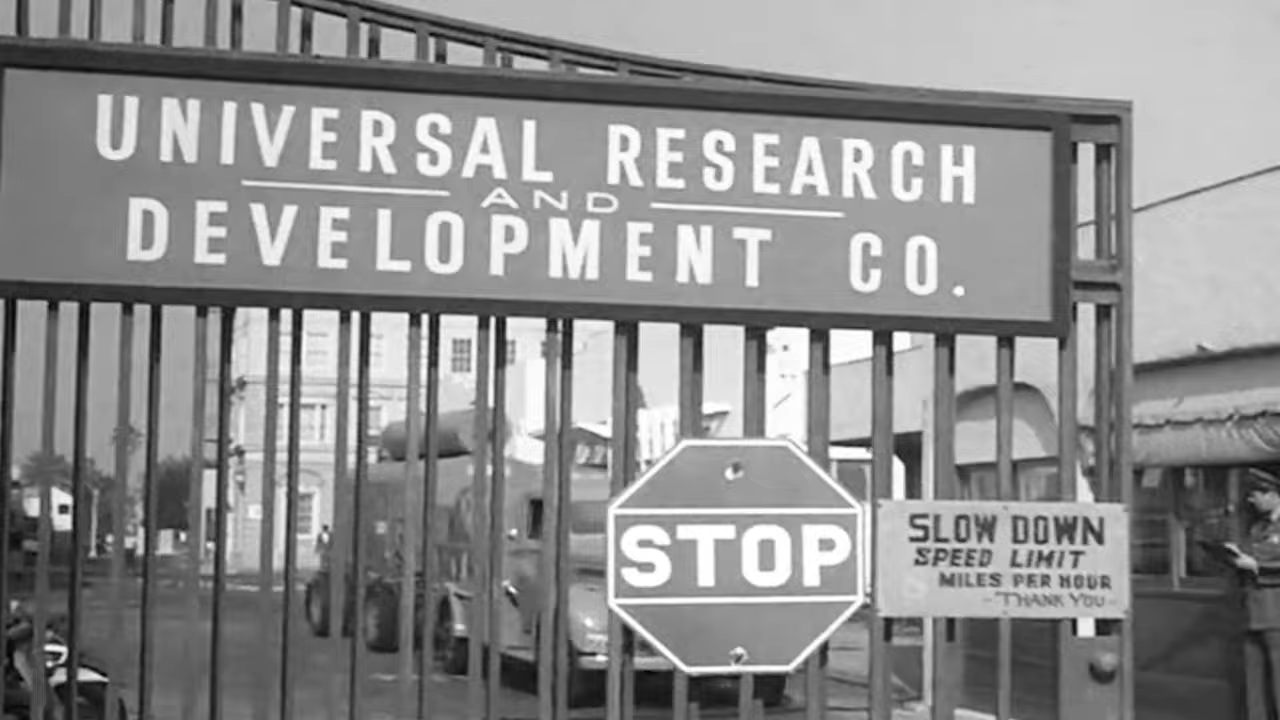 UNIVERSAL RESEARCH
AND
DEVELOPMENT CO.
STOP
SLOW DOWN
SPEED LIMIT
MILES PER HOUR
- THANK YOU -